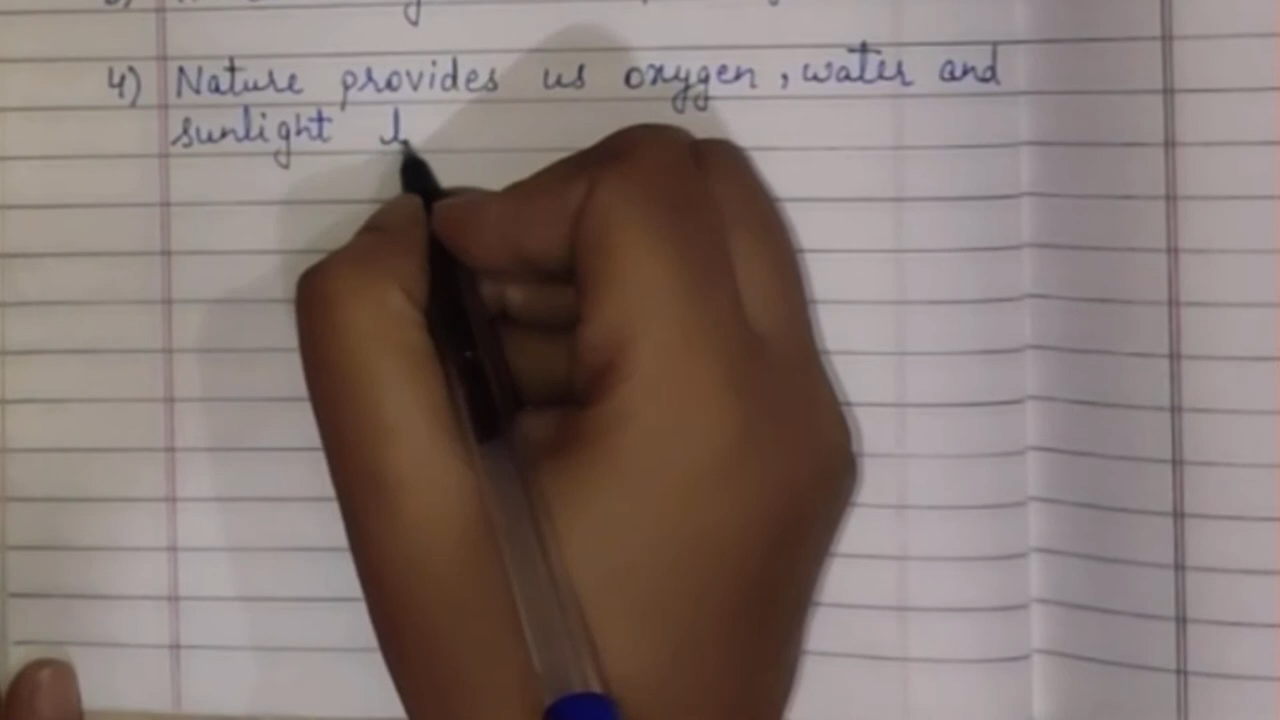 4) Nature provides us oxygen, water and
sunlight